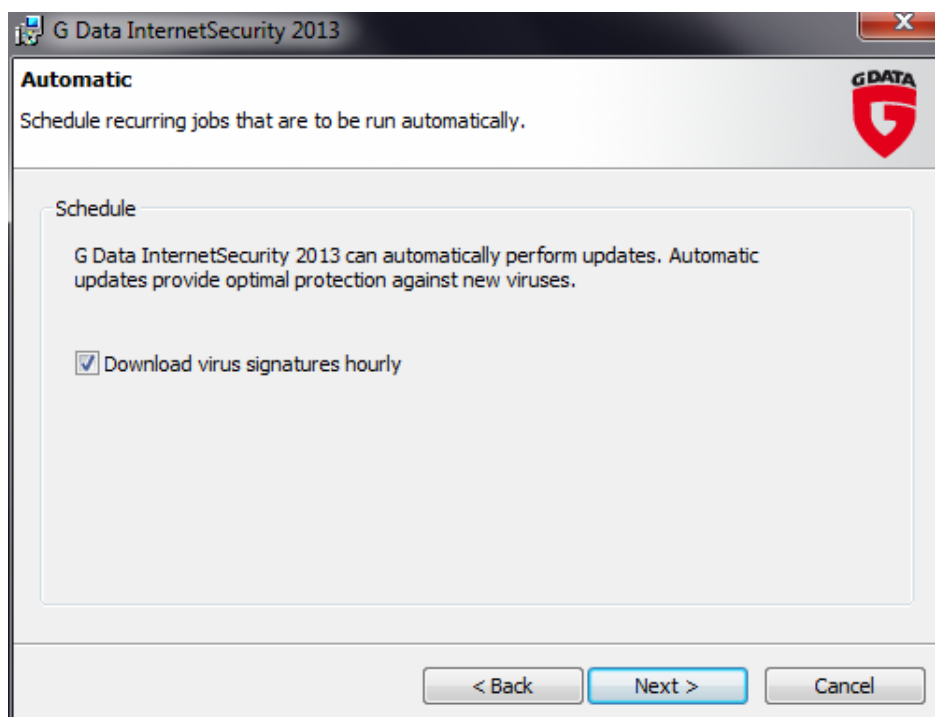 G Data InternetSecurity 2013
Automatic
GDATA
Schedule recurring jobs that are to be run automatically.
Schedule
G Data InternetSecurity 2013 can automatically perform updates. Automatic
updates provide optimal protection against new viruses.
Download virus signatures hourly
< Back
Next >
Cancel